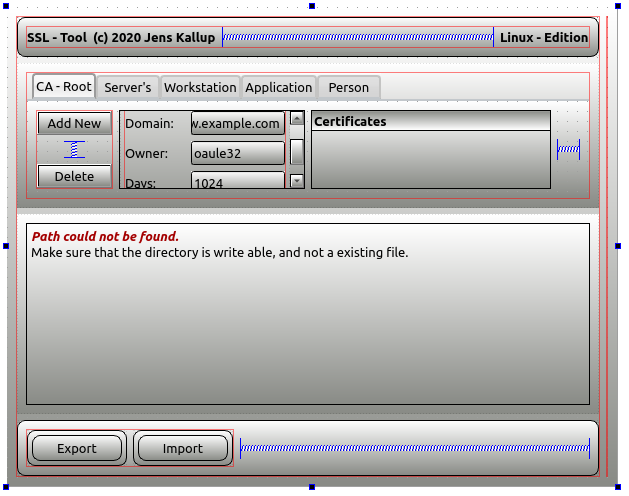 SSL - Tool (c) 2020 Jens Kallup Linux - Edition
CA - Root Server's Workstation Application Person
Add New
Delete
Domain: w.example.com
Owner: oaule32
Days: 1024
Certificates
Path could not be found.
Make sure that the directory is write able, and not a existing file.
Export Import